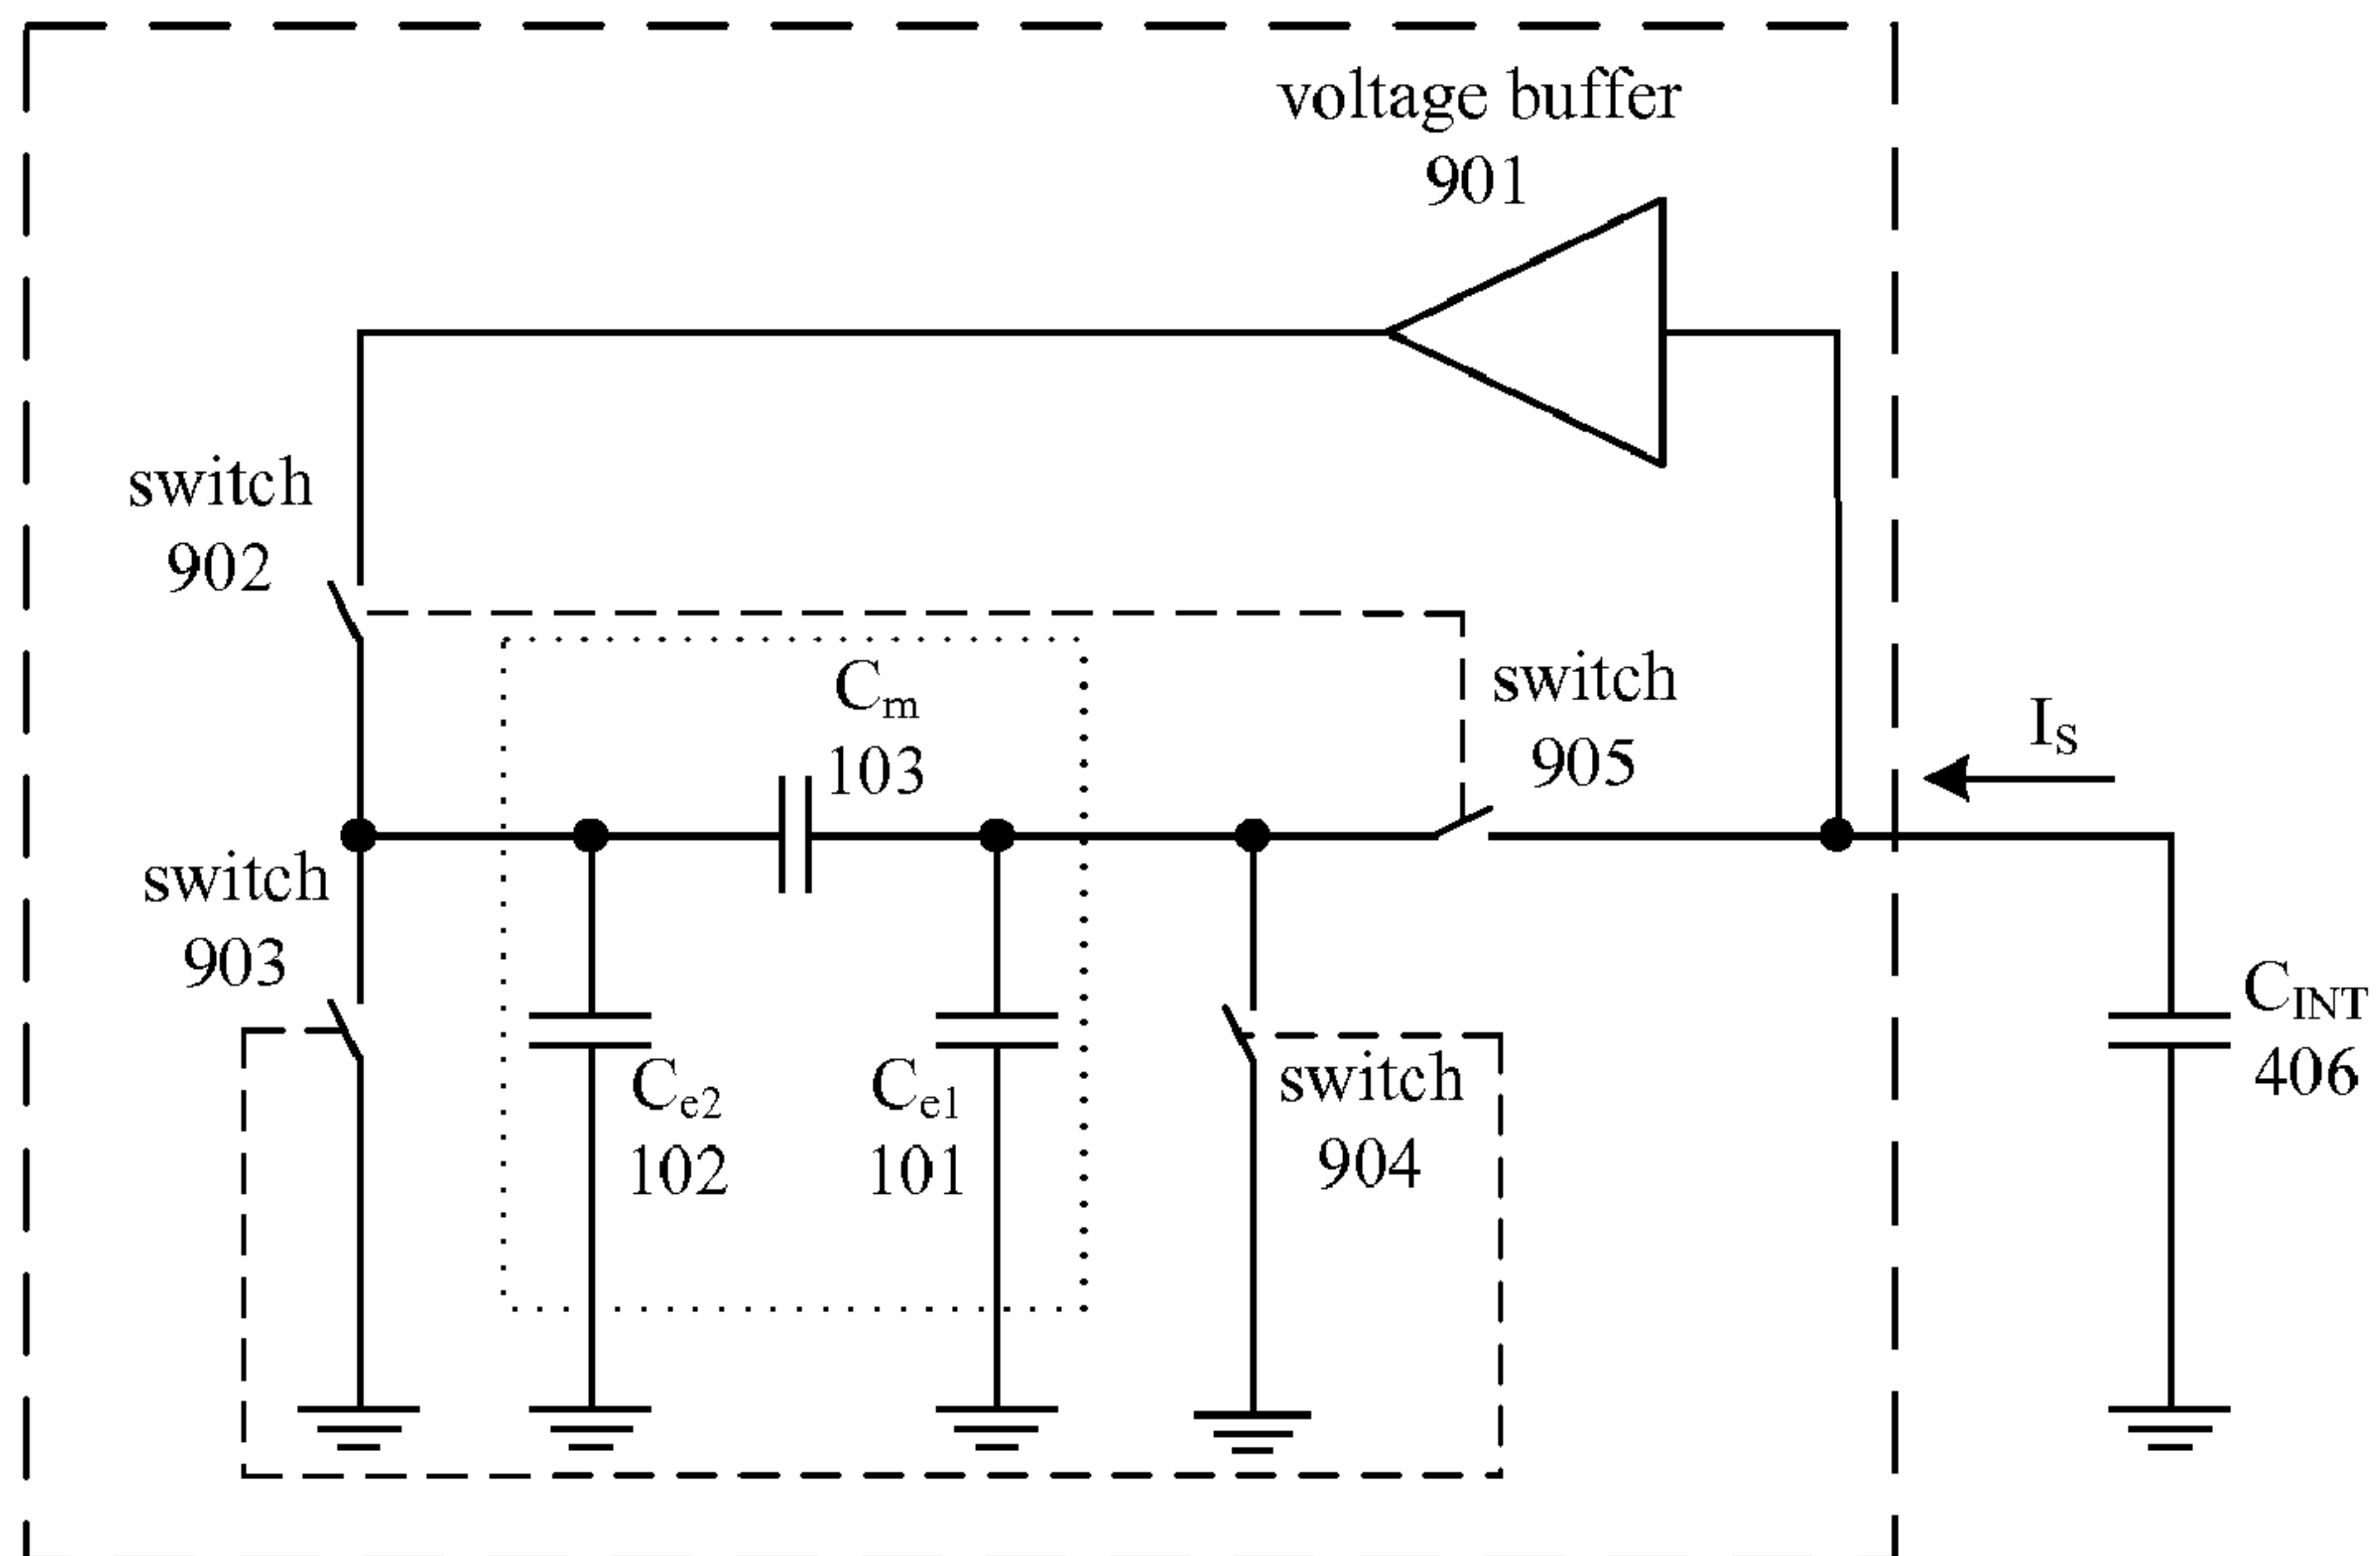 voltage buffer
901
switch
902
C_m
103
switch
905
I_S
switch
903
C_e2
102
C_e1
101
switch
904
C_INT
406